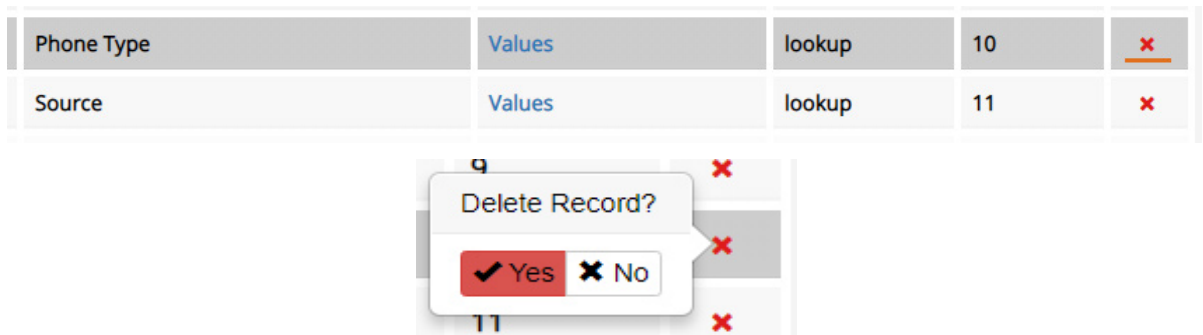 Phone Type Values lookup 10
Source Values lookup 11
9
Delete Record?
Yes No
11